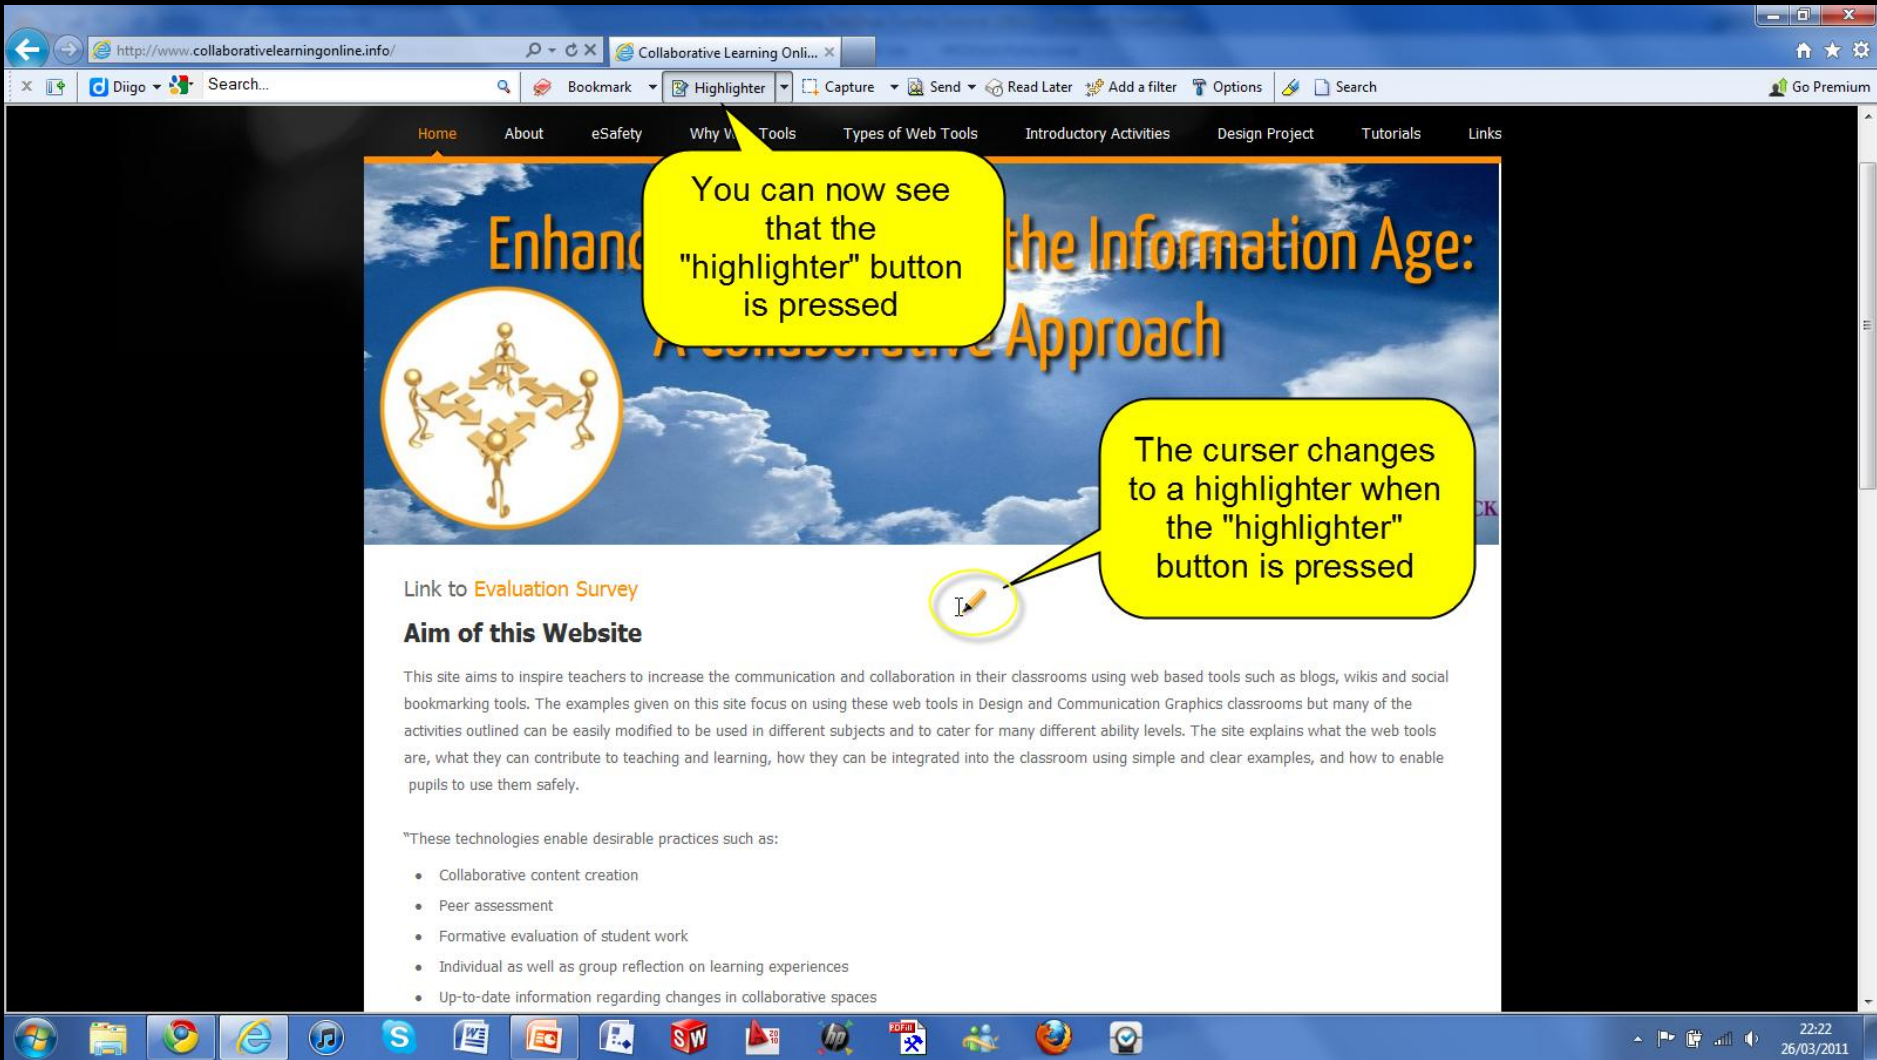 http://www.collaborativelearningonline.info/
Collaborative Learning Onli...
Diigo Search... Bookmark Highlighter Capture Send Read Later Add a filter Options Search Go Premium
Home About eSafety Why W Tools Types of Web Tools Introductory Activities Design Project Tutorials Links
You can now see
that the
"highlighter" button
is pressed
Enhanc the Information Age:
A Collaborative Approach
The curser changes
to a highlighter when
the "highlighter"
button is pressed
CK
Link to Evaluation Survey
Aim of this Website
This site aims to inspire teachers to increase the communication and collaboration in their classrooms using web based tools such as blogs, wikis and social
bookmarking tools. The examples given on this site focus on using these web tools in Design and Communication Graphics classrooms but many of the
activities outlined can be easily modified to be used in different subjects and to cater for many different ability levels. The site explains what the web tools
are, what they can contribute to teaching and learning, how they can be integrated into the classroom using simple and clear examples, and how to enable
pupils to use them safely.
"These technologies enable desirable practices such as:
• Collaborative content creation
• Peer assessment
• Formative evaluation of student work
• Individual as well as group reflection on learning experiences
• Up-to-date information regarding changes in collaborative spaces
22:22
26/03/2011